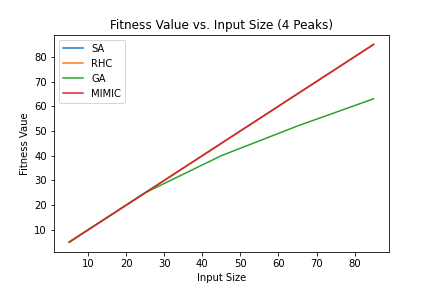 Fitness Value vs. Input Size (4 Peaks)
SA
RHC
GA
MIMIC
Fitness Vaue
80
70
60
50
40
30
20
10
10 20 30 40 50 60 70 80
Input Size